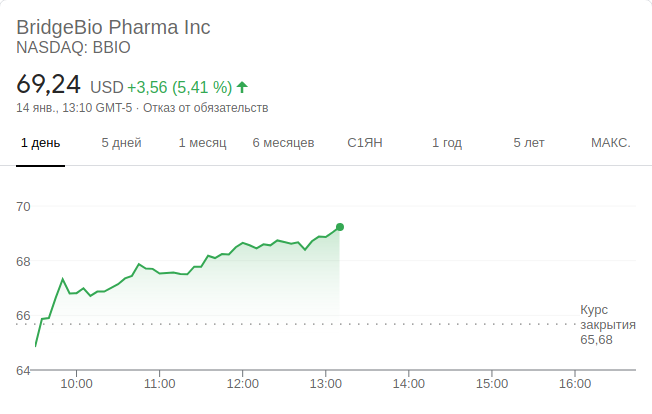 BridgeBio Pharma Inc
NASDAQ: BBIO
69,24 USD +3,56 (5,41 %)
14 янв., 13:10 GMT-5 · Отказ от обязательств
1 день 5 дней 1 месяц 6 месяцев С1ЯН 1 год 5 лет МАКС.
70
68
66
64
Курс
закрытия
65,68
10:00 11:00 12:00 13:00 14:00 15:00 16:00